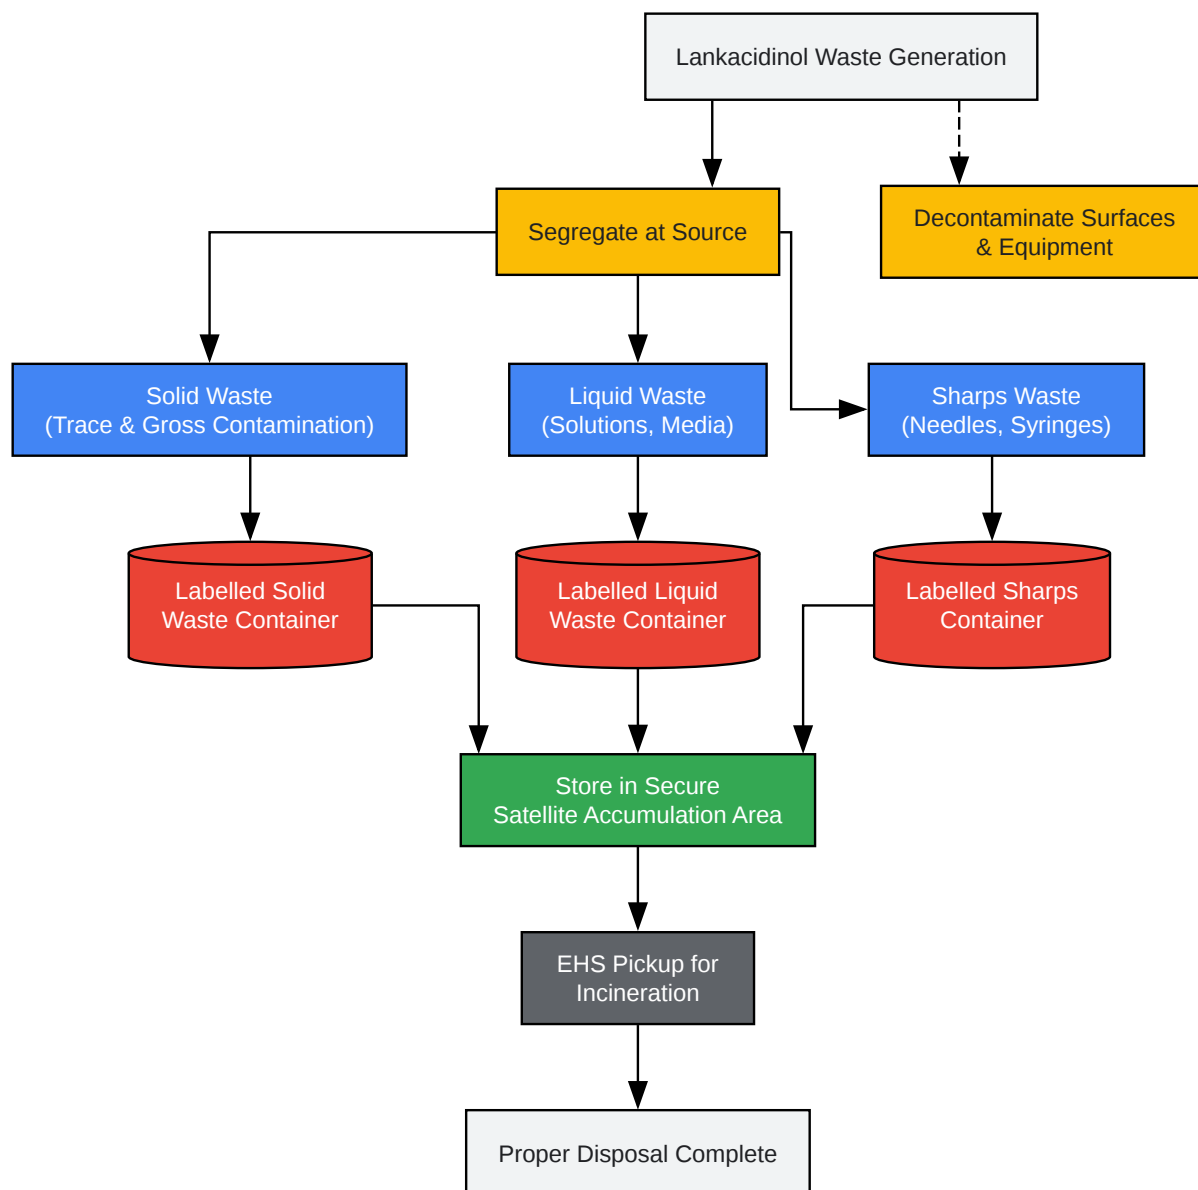 Lankacidinol Waste Generation
Segregate at Source
Decontaminate Surfaces
& Equipment
Solid Waste
(Trace & Gross Contamination)
Liquid Waste
(Solutions, Media)
Sharps Waste
(Needles, Syringes)
Labelled Solid
Waste Container
Labelled Liquid
Waste Container
Labelled Sharps
Container
Store in Secure
Satellite Accumulation Area
EHS Pickup for
Incineration
Proper Disposal Complete